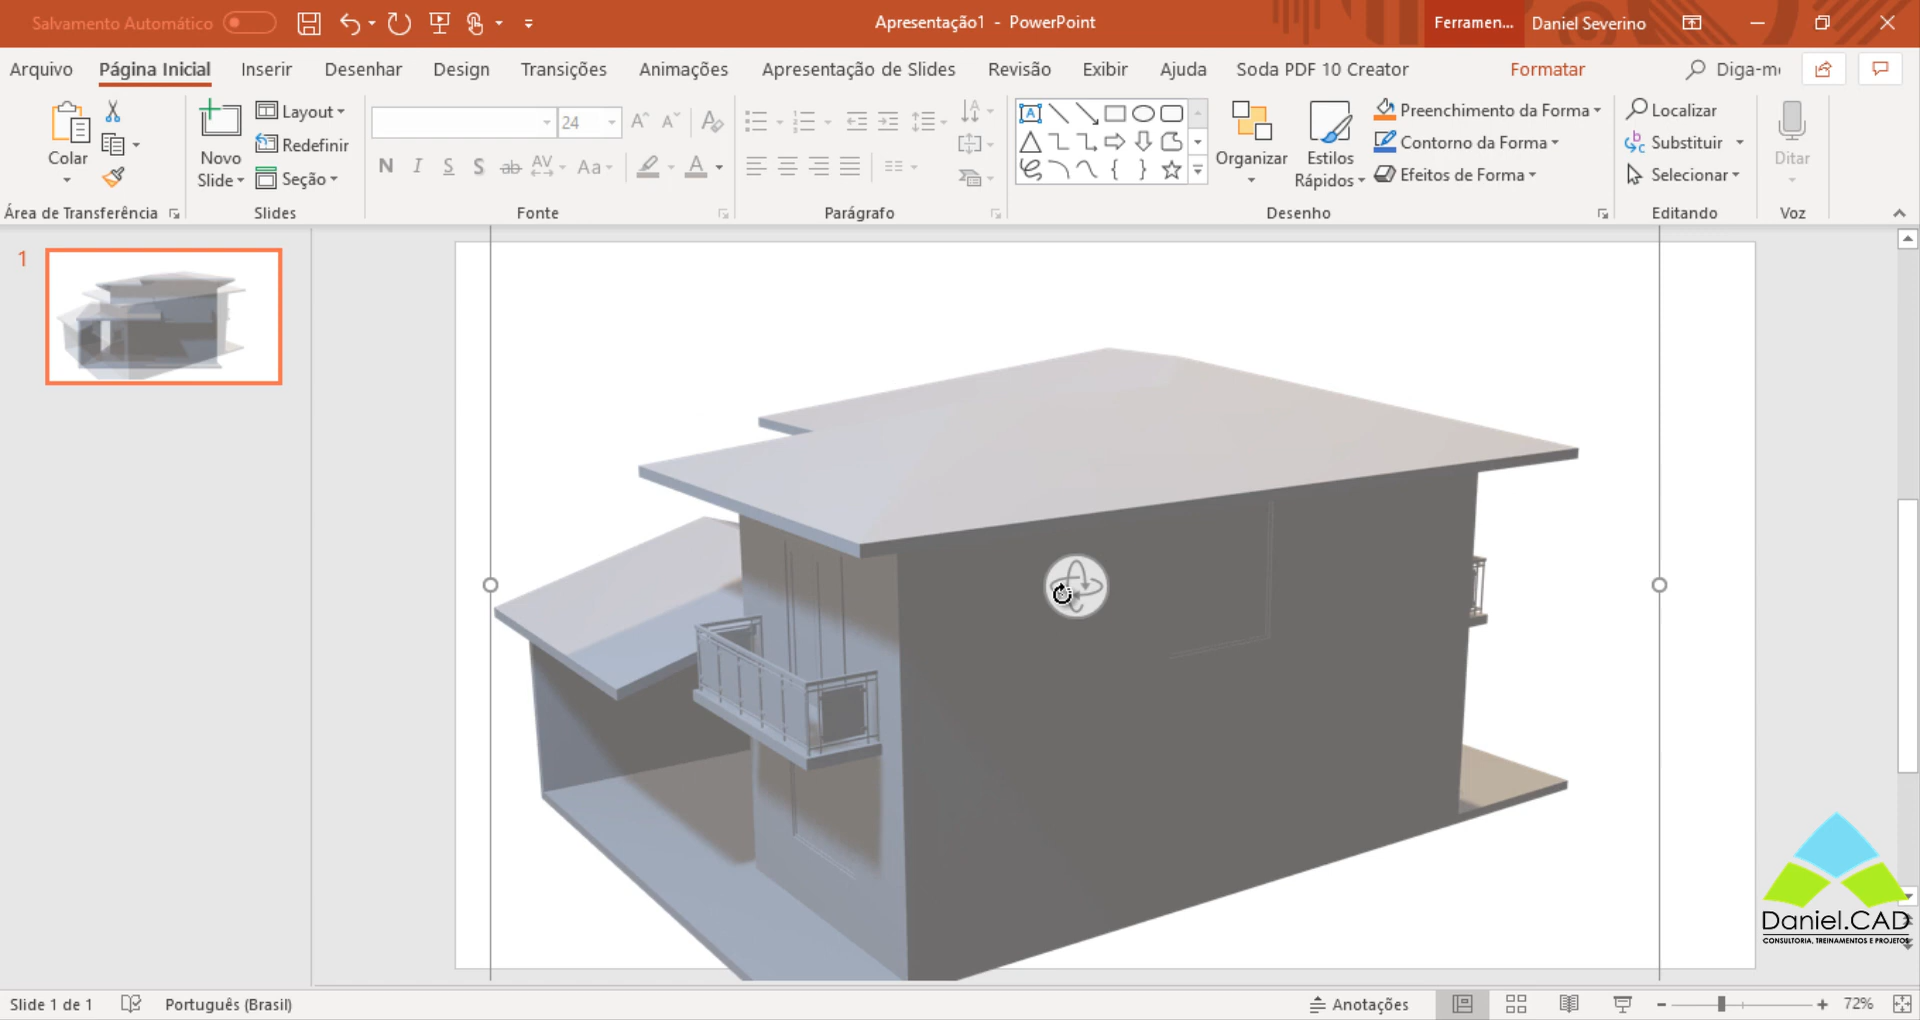 Salvamento Automático
Apresentação1 - PowerPoint
Ferramen...
Daniel Severino
Arquivo
Página Inicial
Inserir
Desenhar
Design
Transições
Animações
Apresentação de Slides
Revisão
Exibir
Ajuda
Soda PDF 10 Creator
Formatar
Diga-m
Colar
Novo
Slide
Layout
Redefinir
Seção
24
N I S S ab AV Aa A
Organizar
Estilos
Rápidos
Preenchimento da Forma
Contorno da Forma
Efeitos de Forma
Localizar
Substituir
Selecionar
Ditar
Área de Transferência
Slides
Fonte
Parágrafo
Desenho
Editando
Voz
1
Daniel.CAD
CONSULTORIA, TREINAMENTOS E PROJETOS
Slide 1 de 1
Português (Brasil)
Anotações
72%